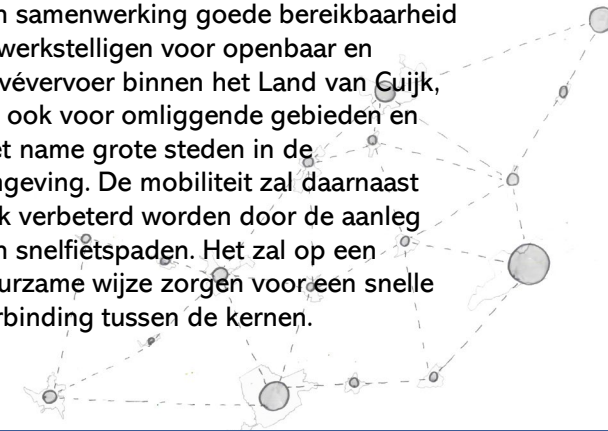 n samenwerking goede bereikbaarheid
werkstelligen voor openbaar en
vévervoer binnen het Land van Cuijk,
ook voor omliggende gebieden en
et name grote steden in de
ngeving. De mobiliteit zal daarnaast
k verbeterd worden door de aanleg
n snelfietspaden. Het zal op een
urzame wijze zorgen voor een snelle
rbinding tussen de kernen.